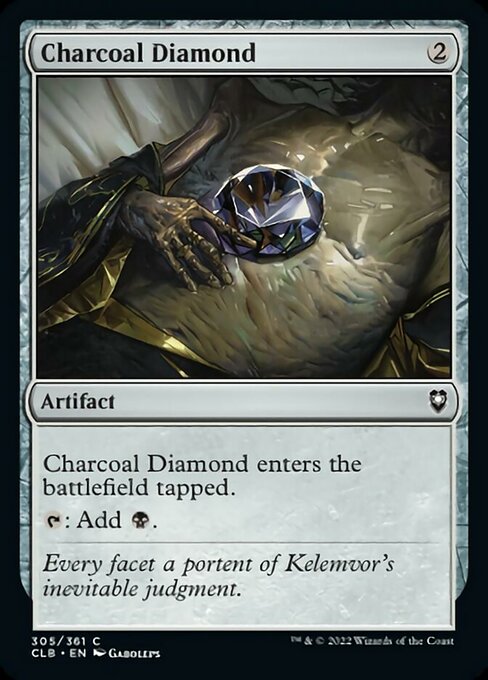 Charcoal Diamond 2
Artifact
Charcoal Diamond enters the
battlefield tapped.
: Add .
Every facet a portent of Kelemvor's
inevitable judgment.
305/361 C
™ & © 2022 Wizards of the Coast
CLB • EN Gaboleps